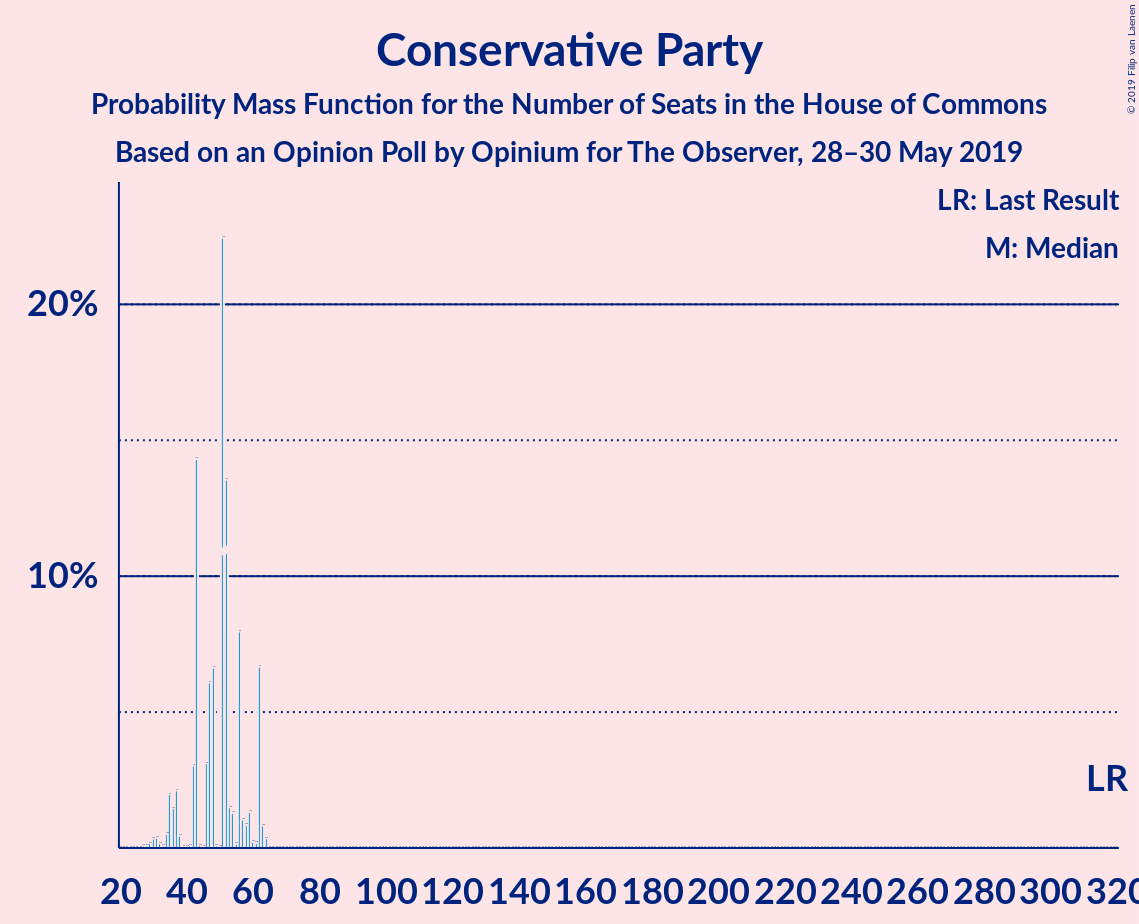 Conservative Party
Probability Mass Function for the Number of Seats in the House of Commons
Based on an Opinion Poll by Opinium for The Observer, 28–30 May 2019
© 2019 Filip van Laenen
LR: Last Result
M: Median
20%
10%
LR
20 40 60 80 100 120 140 160 180 200 220 240 260 280 300 320